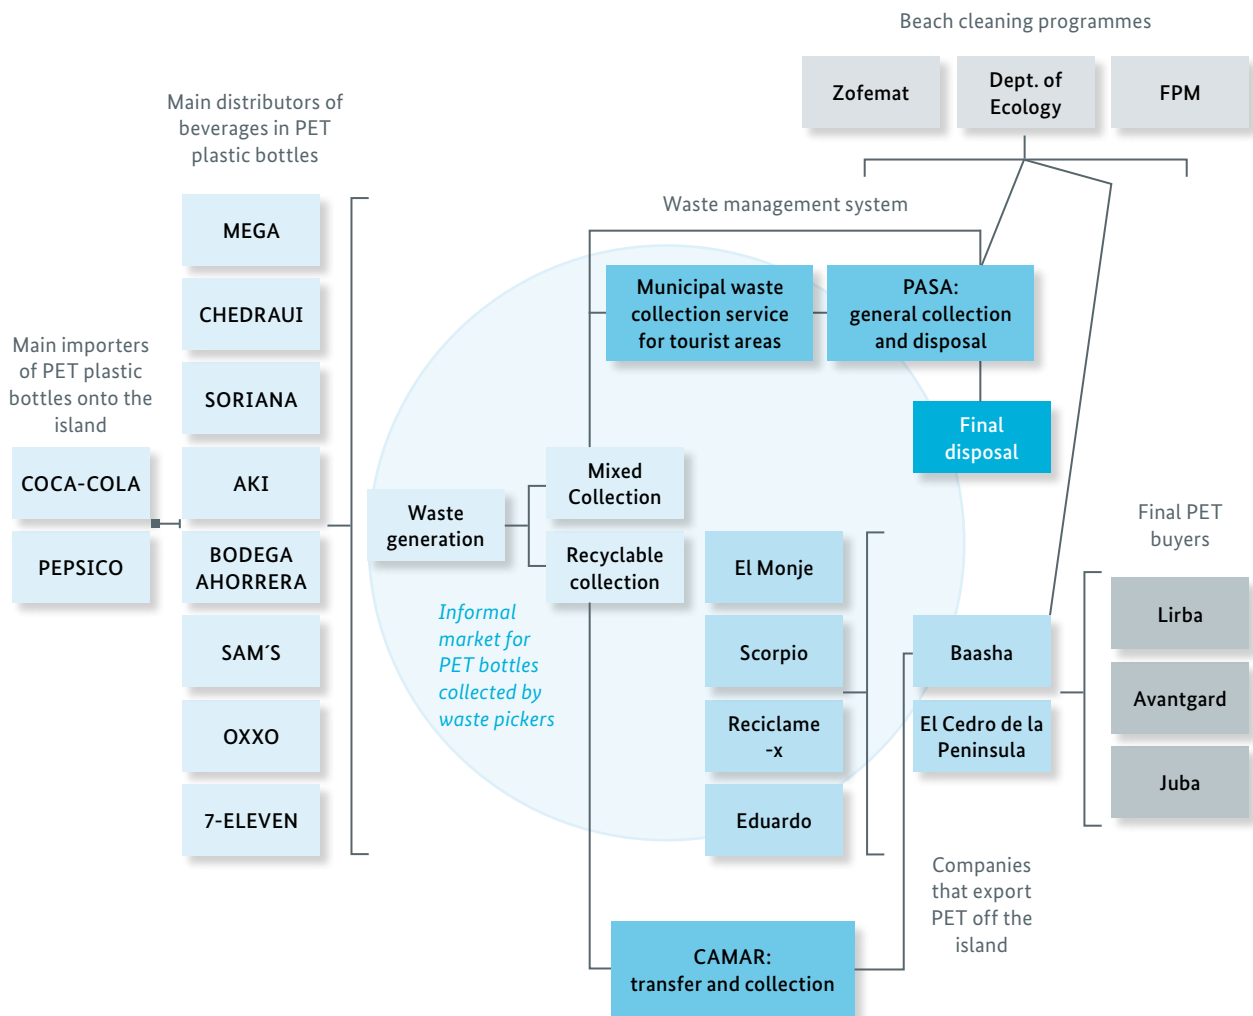 Beach cleaning programmes
Zofemat
Dept. of
Ecology
FPM
Main distributors of
beverages in PET
plastic bottles
Waste management system
MEGA
CHEDRAUI
SORIANA
AKI
BODEGA
AHORRERA
SAM´S
OXXO
7-ELEVEN
Main importers
of PET plastic
bottles onto the
island
COCA-COLA
PEPSICO
Municipal waste
collection service
for tourist areas
PASA:
general collection
and disposal
Final
disposal
Waste
generation
Mixed
Collection
Recyclable
collection
Informal
market for
PET bottles
collected by
waste pickers
El Monje
Scorpio
Reciclame
-x
Eduardo
Baasha
El Cedro de la
Peninsula
Final PET
buyers
Lirba
Avantgard
Juba
Companies
that export
PET off the
island
CAMAR:
transfer and collection